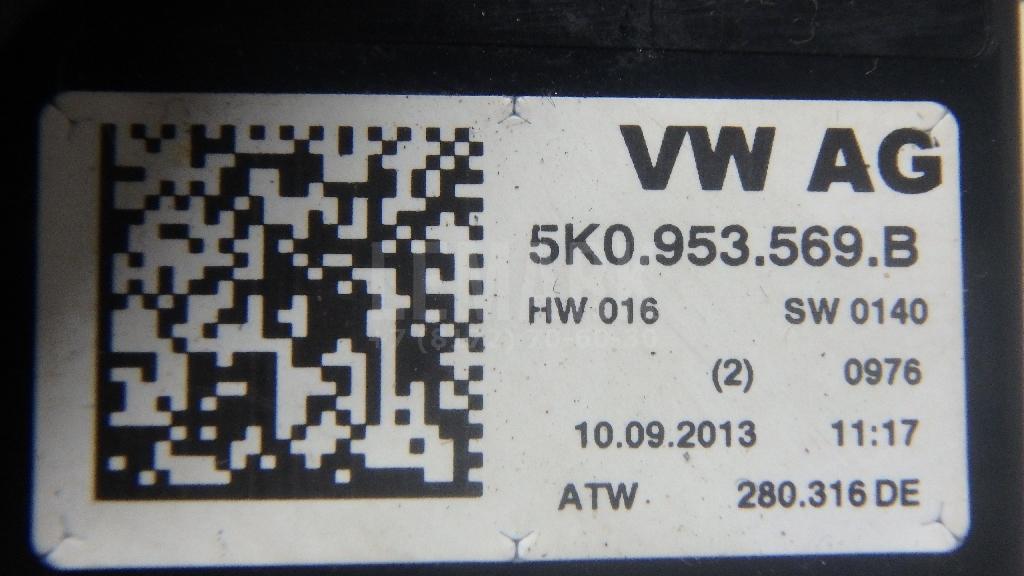 VW AG
5K0.953.569.B
HW 016 SW 0140
(2) 0976
10.09.2013 11:17
ATW 280.316 DE